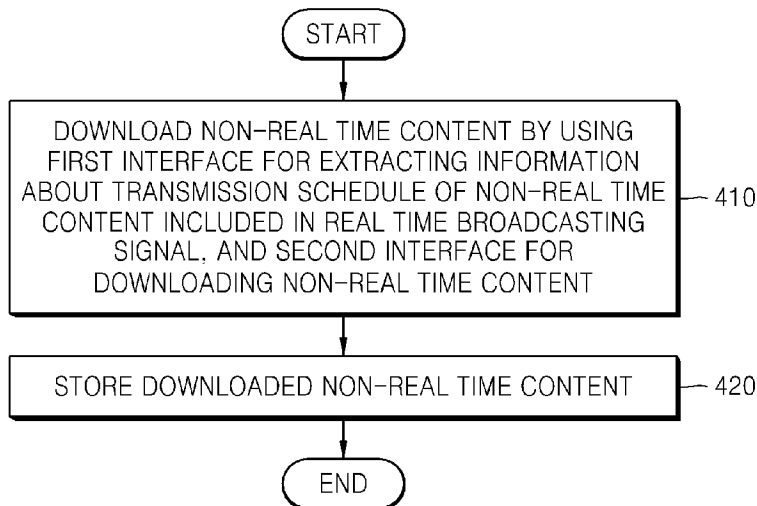 START
DOWNLOAD NON-REAL TIME CONTENT BY USING
FIRST INTERFACE FOR EXTRACTING INFORMATION
ABOUT TRANSMISSION SCHEDULE OF NON-REAL TIME
CONTENT INCLUDED IN REAL TIME BROADCASTING
SIGNAL, AND SECOND INTERFACE FOR
DOWNLOADING NON-REAL TIME CONTENT
410
STORE DOWNLOADED NON-REAL TIME CONTENT
420
END